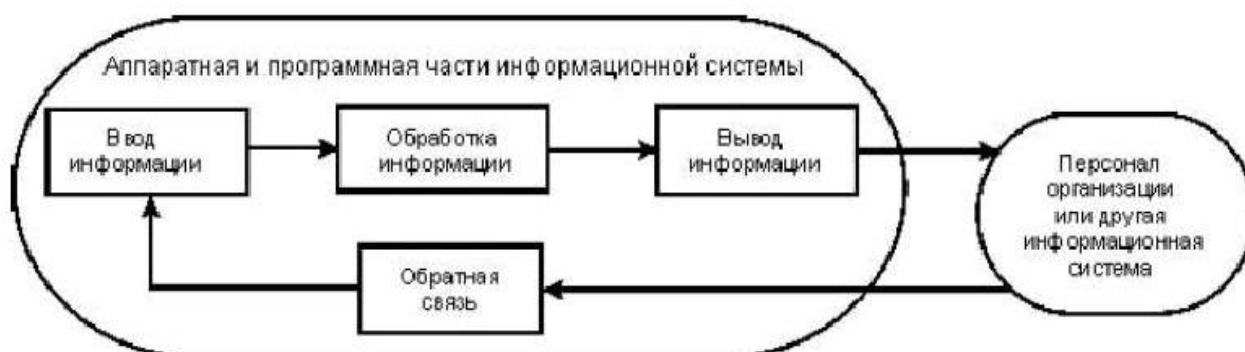 Аппаратная и программная части информационной системы
Ввод
информации
Обработка
информации
Вывод
информации
Персонал
организации
или другая
информационная
система
Обратная
связь